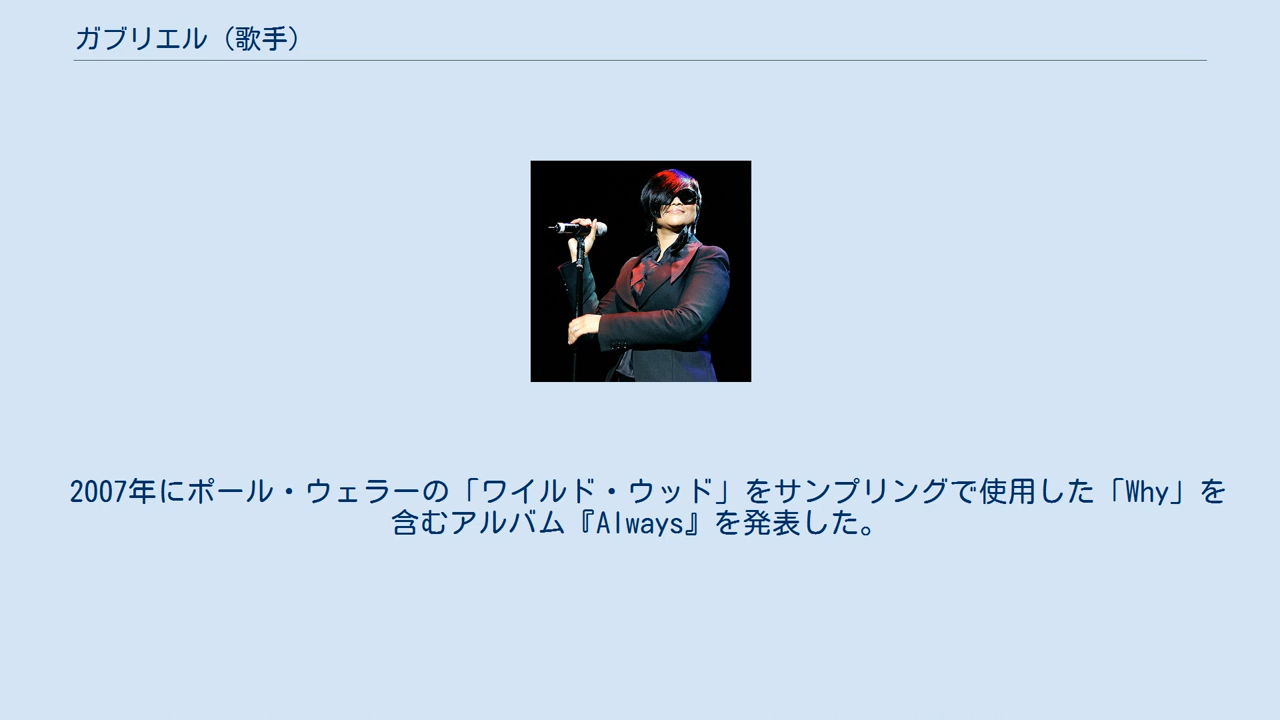 ガブリエル（歌手）
2007年にポール・ウェラーの「ワイルド・ウッド」をサンプリングで使用した「Why」を
含むアルバム『Always』を発表した。